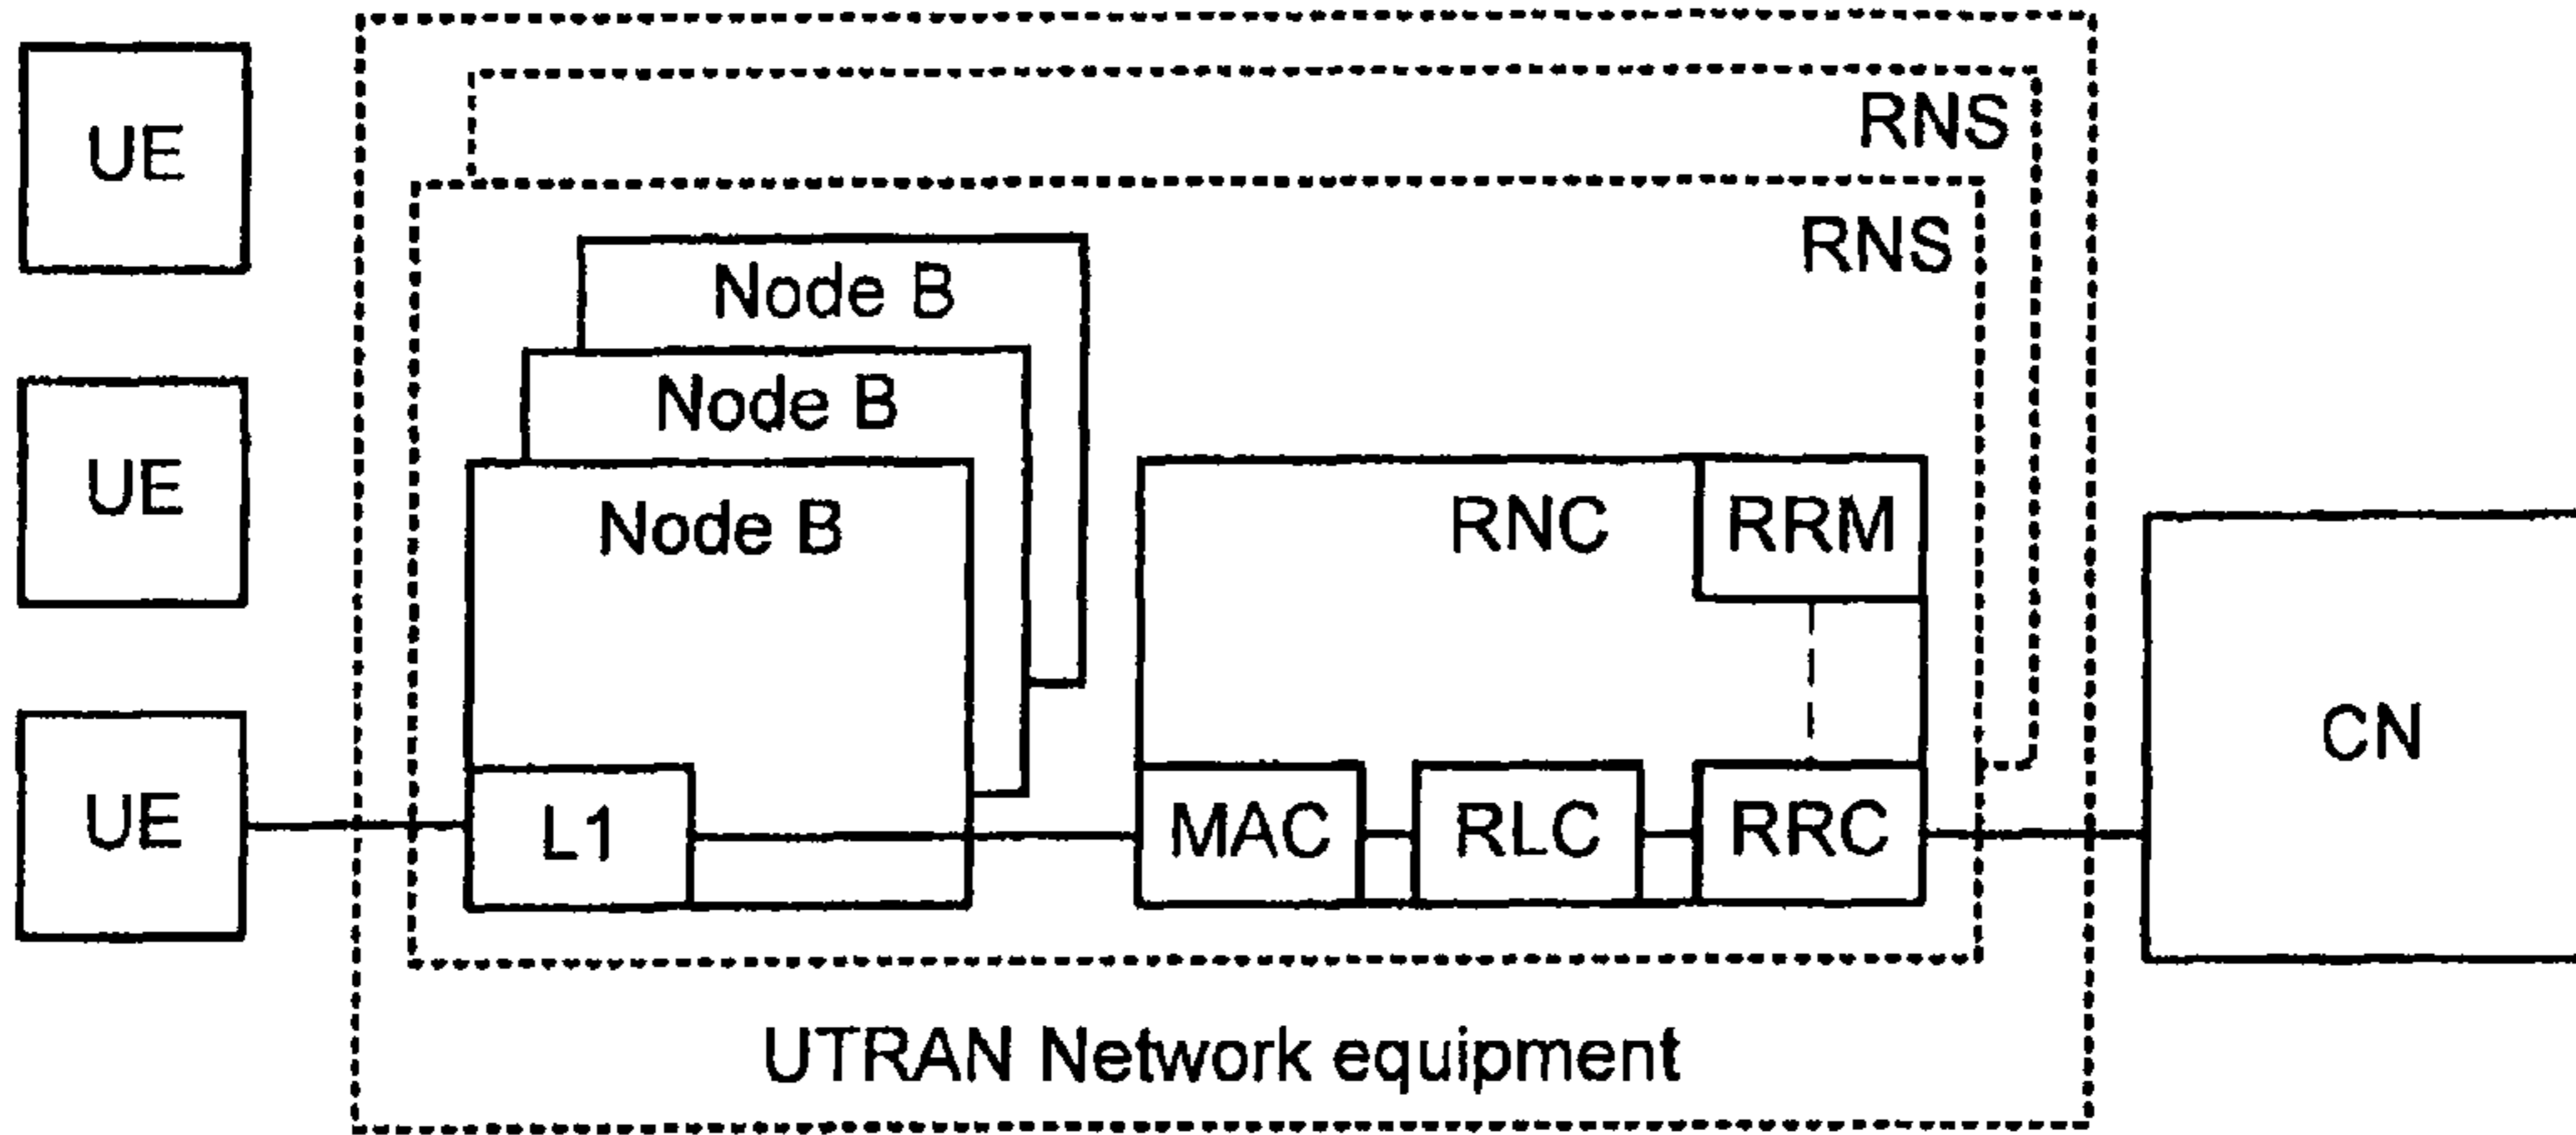 UE
RNS
RNS
Node B
Node B
UE
Node B
RNC
RRM
CN
UE
L1
MAC
RLC
RRC
UTRAN Network equipment